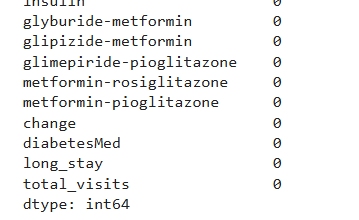 insulin 0
glyburide-metformin 0
glipizide-metformin 0
glimepiride-pioglitazone 0
metformin-rosiglitazone 0
metformin-pioglitazone 0
change 0
diabetesMed 0
long_stay 0
total_visits 0
dtype: int64